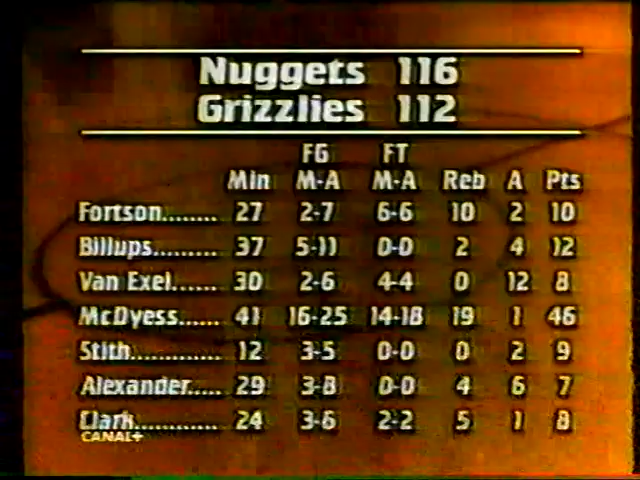 Nuggets 116
Grizzlies 112
FG FT
Min M-A M-A Reb A Pts
Fortson........ 27 2-7 6-6 10 2 10
Billups......... 37 5-11 0-0 2 4 12
Van Exel...... 30 2-6 4-4 0 12 8
McDyess...... 41 16-25 14-18 19 1 46
Stith............. 12 3-5 0-0 0 2 9
Alexander..... 29 3-8 0-0 4 6 7
Clark............ 24 3-6 2-2 5 1 8
CANAL+